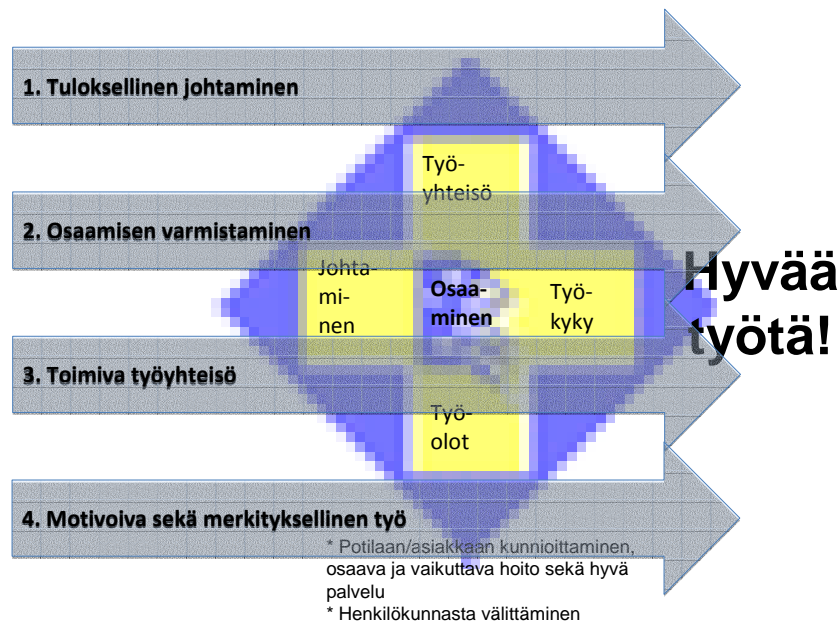 1. Tuloksellinen johtaminen
Työ-
yhteisö
2. Osaamisen varmistaminen
Johta-
mi-
nen
Osaa-
minen
Työ-
kyky
Hyvää
työtä!
3. Toimiva työyhteisö
Työ-
olot
4. Motivoiva sekä merkityksellinen työ
* Potilaan/asiakkaan kunnioittaminen,
osaava ja vaikuttava hoito sekä hyvä
palvelu
* Henkilökunnasta välittäminen